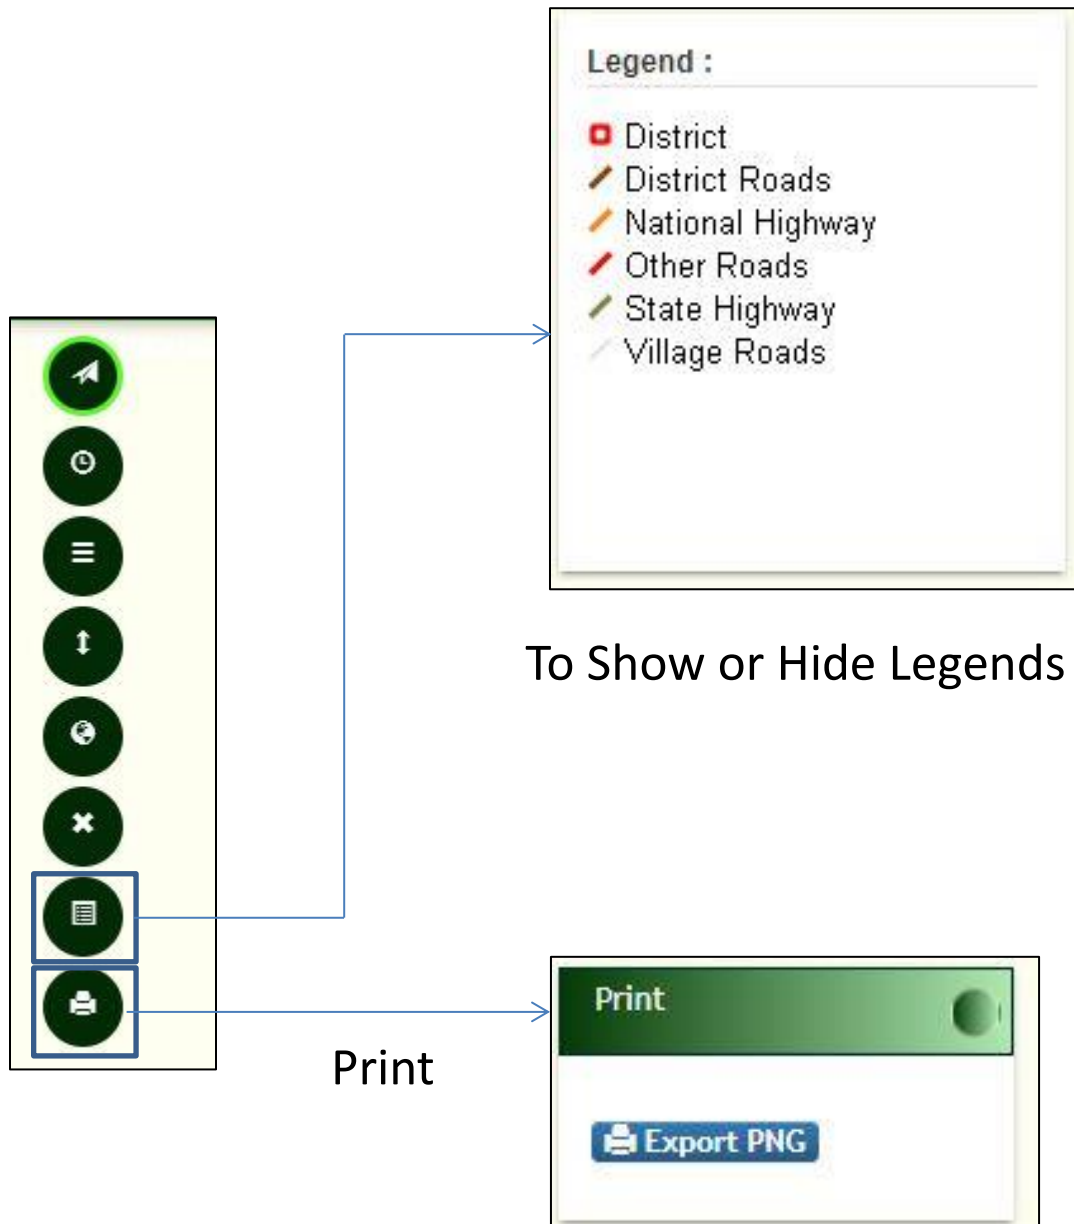 Legend :
District
District Roads
National Highway
Other Roads
State Highway
Village Roads
To Show or Hide Legends
Print
Print
Export PNG